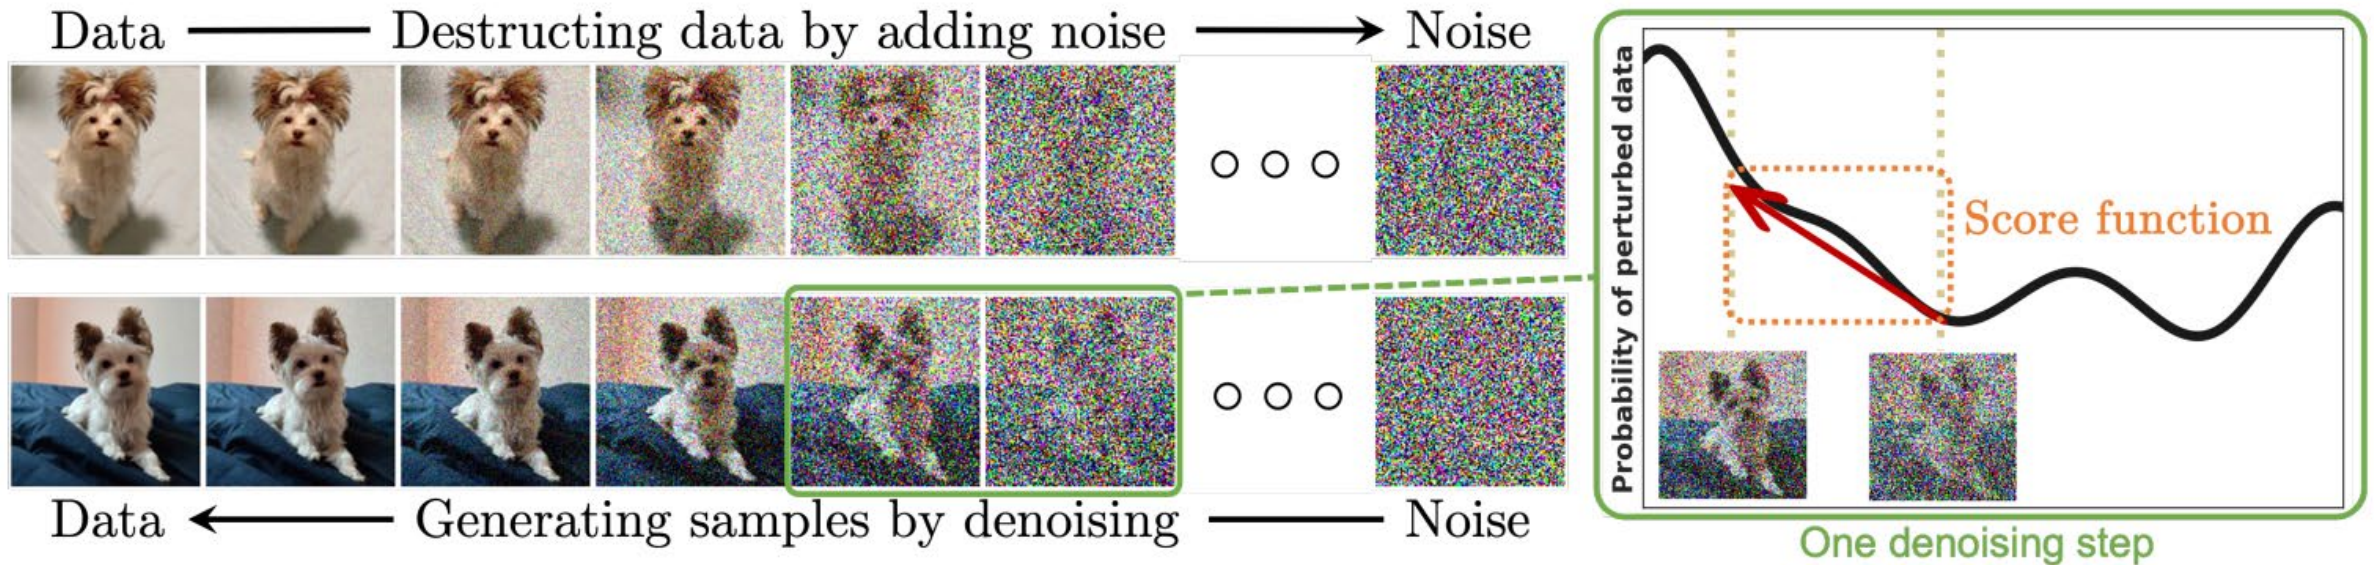 Data
Destructing data by adding noise
Noise
Data
Generating samples by denoising
Noise
Probability of perturbed data
Score function
One denoising step